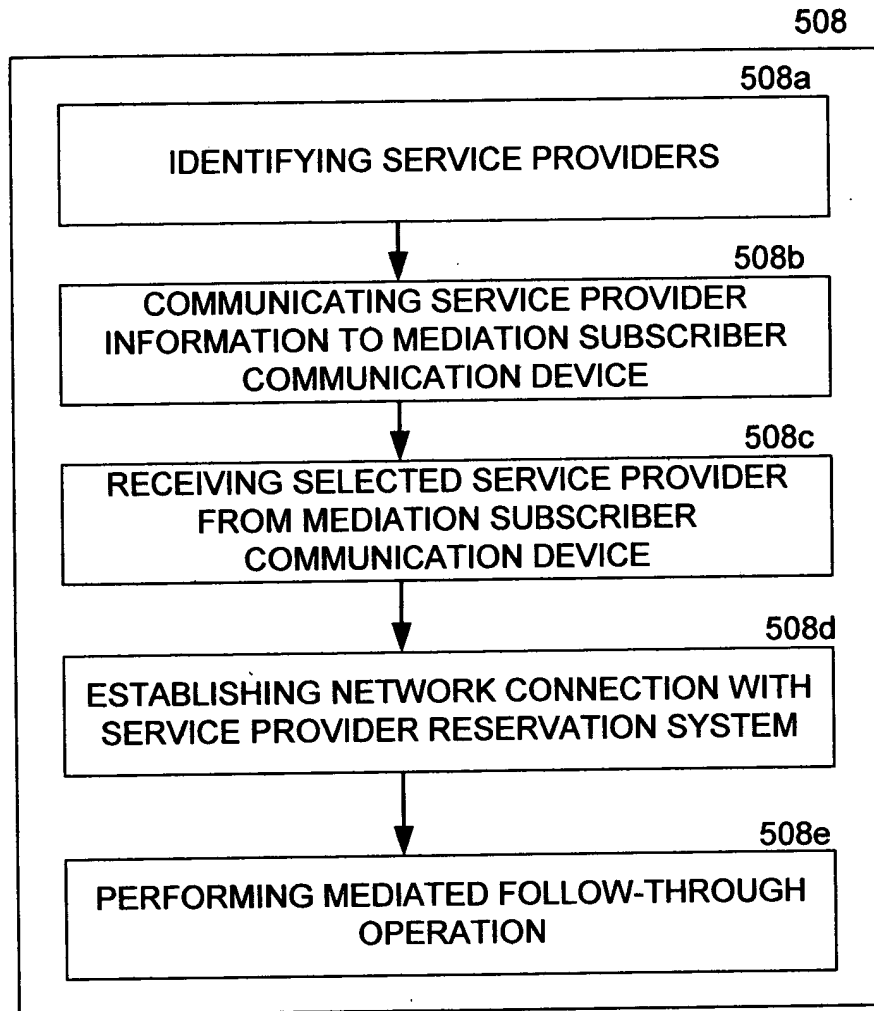 508
508a
IDENTIFYING SERVICE PROVIDERS
508b
COMMUNICATING SERVICE PROVIDER
INFORMATION TO MEDIATION SUBSCRIBER
COMMUNICATION DEVICE
508c
RECEIVING SELECTED SERVICE PROVIDER
FROM MEDIATION SUBSCRIBER
COMMUNICATION DEVICE
508d
ESTABLISHING NETWORK CONNECTION WITH
SERVICE PROVIDER RESERVATION SYSTEM
508e
PERFORMING MEDIATED FOLLOW-THROUGH
OPERATION